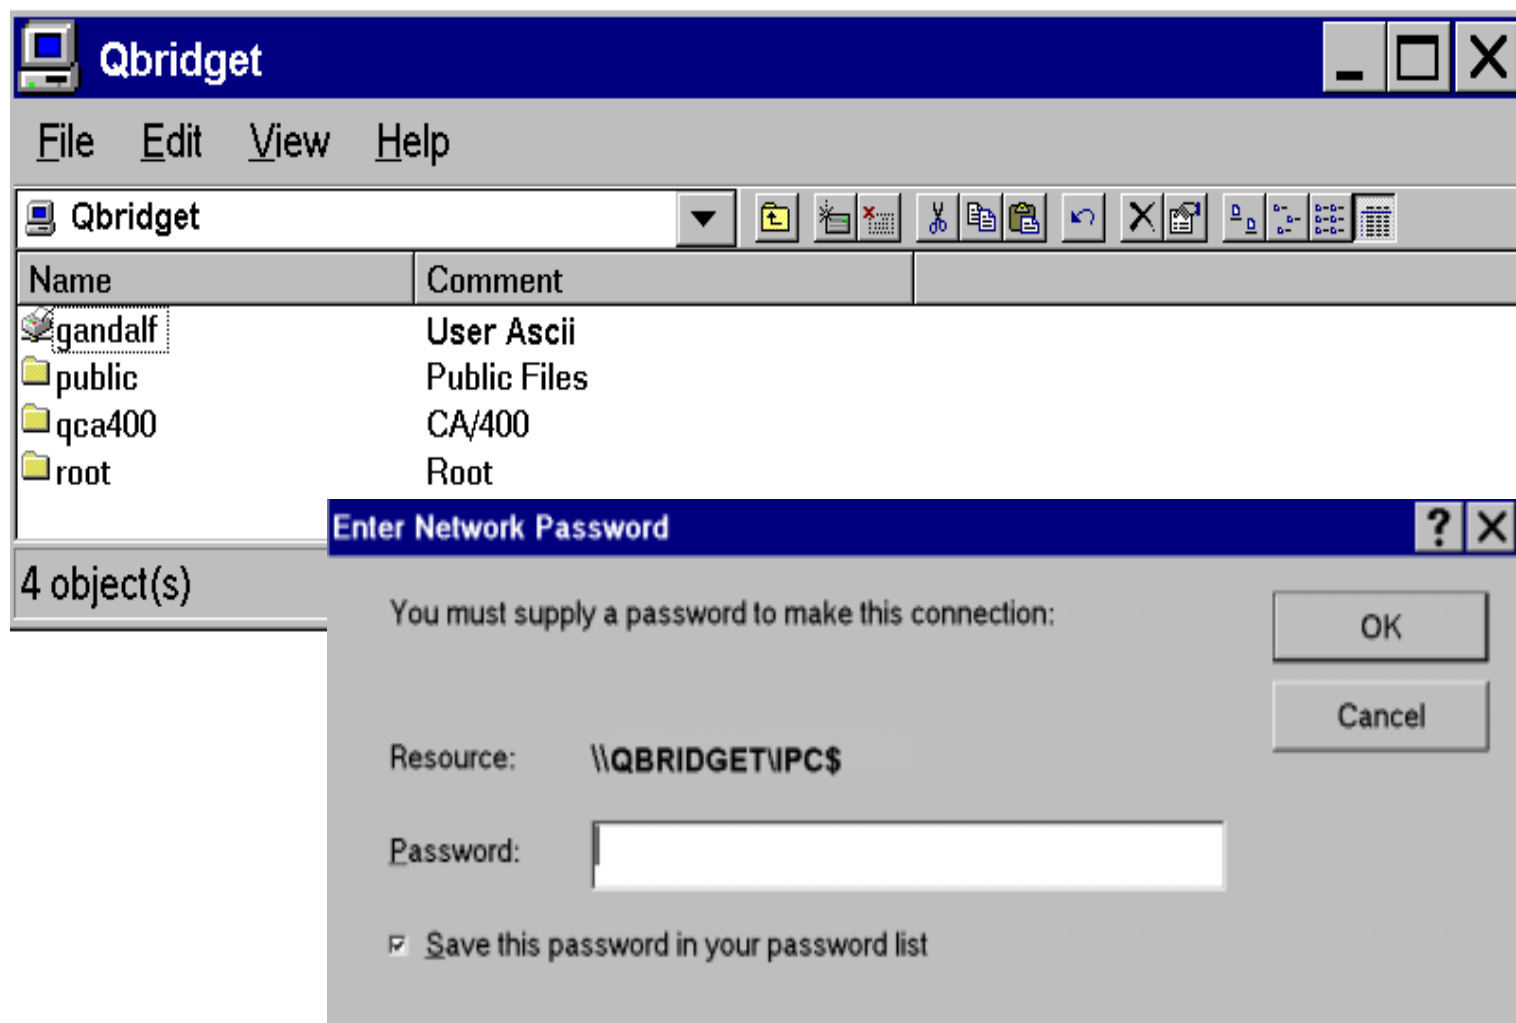 Qbridget
File Edit View Help
Qbridget
Name Comment
gandalf User Ascii
public Public Files
qca400 CA/400
root Root
4 object(s)
Enter Network Password
You must supply a password to make this connection:
OK
Cancel
Resource: \\QBRIDGET\IPC$
Password:
Save this password in your password list